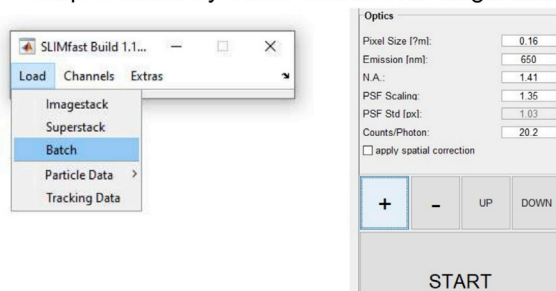 SLIMfast Build 1.1...
Load Channels Extras
Imagestack
Superstack
Batch
Particle Data >
Tracking Data
Optics
Pixel Size [?m]: 0.16
Emission [nm]: 650
N.A.: 1.41
PSF Scaling: 1.35
PSF Std [px]: 1.03
Counts/Photon: 20.2
apply spatial correction
+ - UP DOWN
START